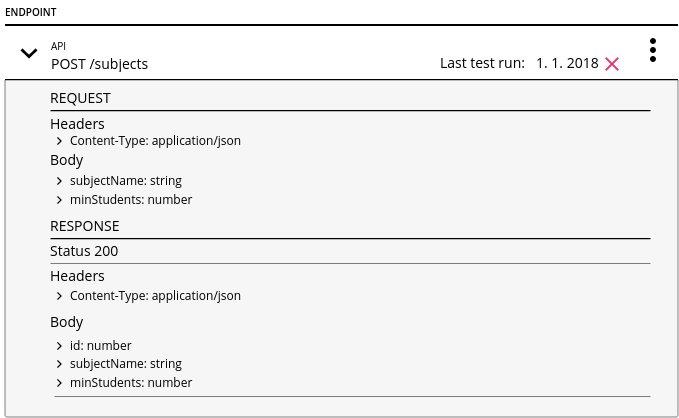 ENDPOINT
API
POST /subjects
Last test run: 1. 1. 2018
REQUEST
Headers
Content-Type: application/json
Body
subjectName: string
minStudents: number
RESPONSE
Status 200
Headers
Content-Type: application/json
Body
id: number
subjectName: string
minStudents: number